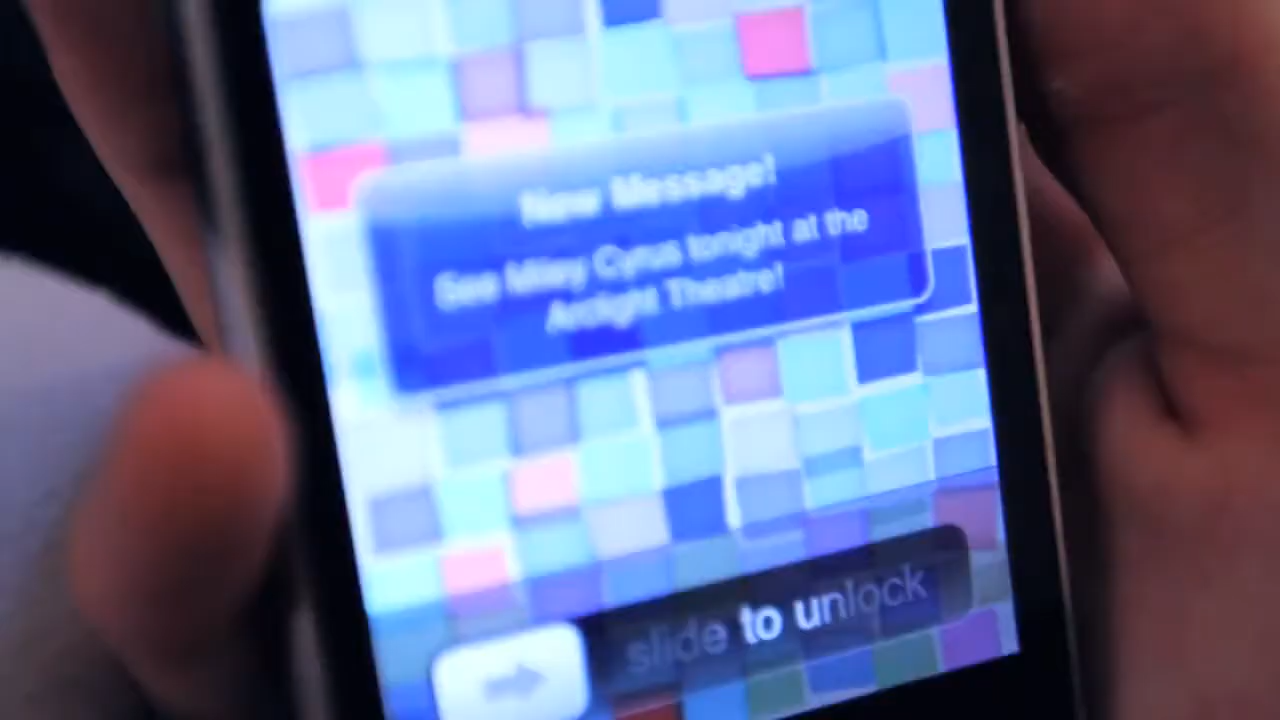 New Message!
See Miley Cyrus tonight at the
Arclight Theatre!
slide to unlock